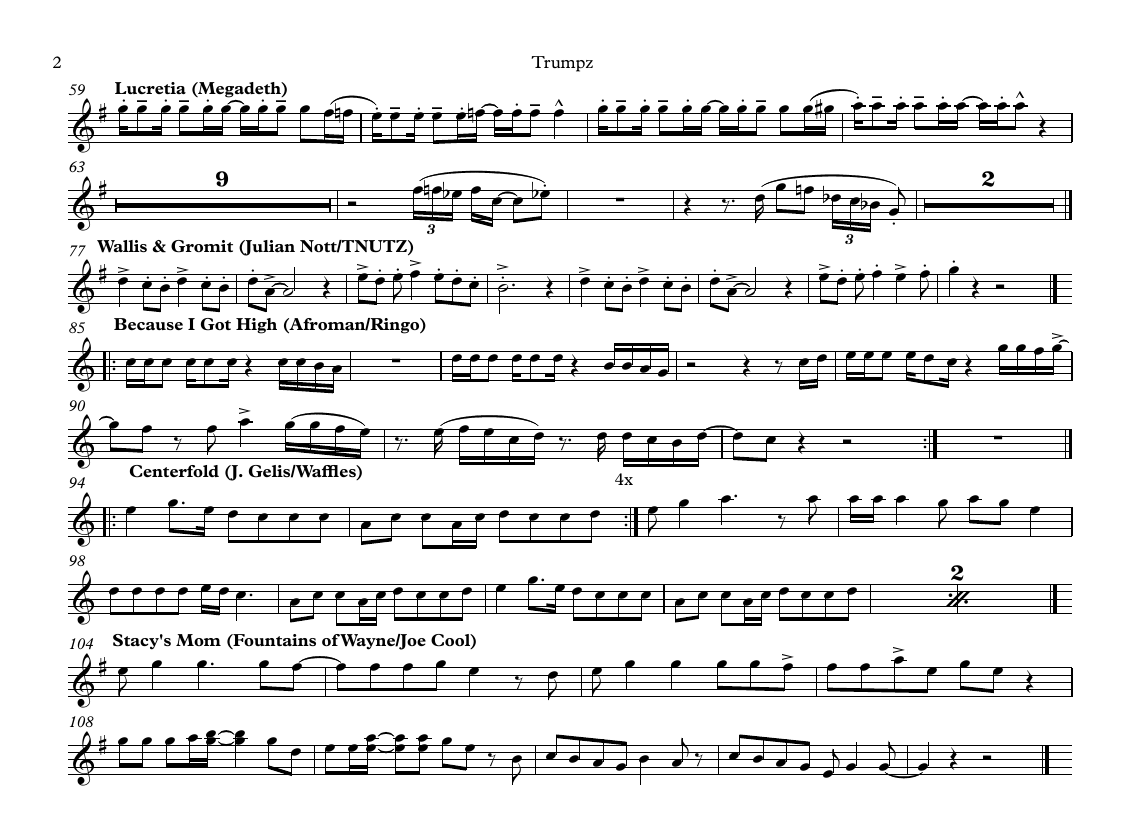 2
Trumpz
59
Lucretia (Megadeth)
3
63
9
2
3
3
77
Wallis & Gromit (Julian Nott/TNUTZ)
85
Because I Got High (Afroman/Ringo)
90
Centerfold (J. Gelis/Waffles)
4x
94
98
2
104
Stacy's Mom (Fountains of Wayne/Joe Cool)
108